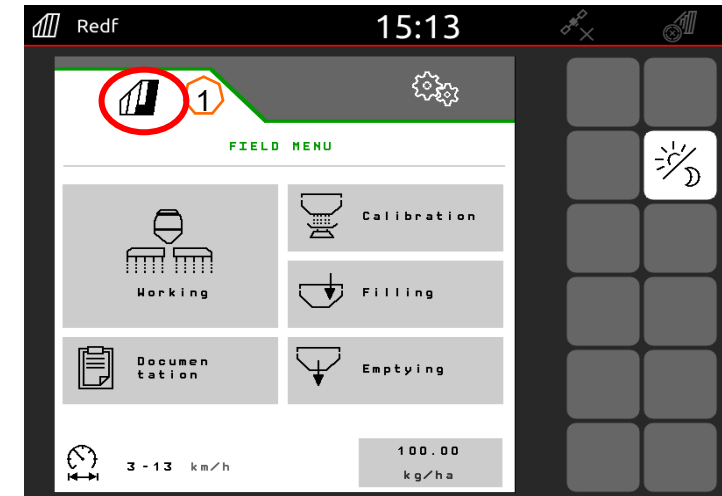 Redf 15:13
1
FIELD MENU
Calibration
Working
Filling
Documen
tation
Emptying
3-13 km/h
100.00
kg/ha